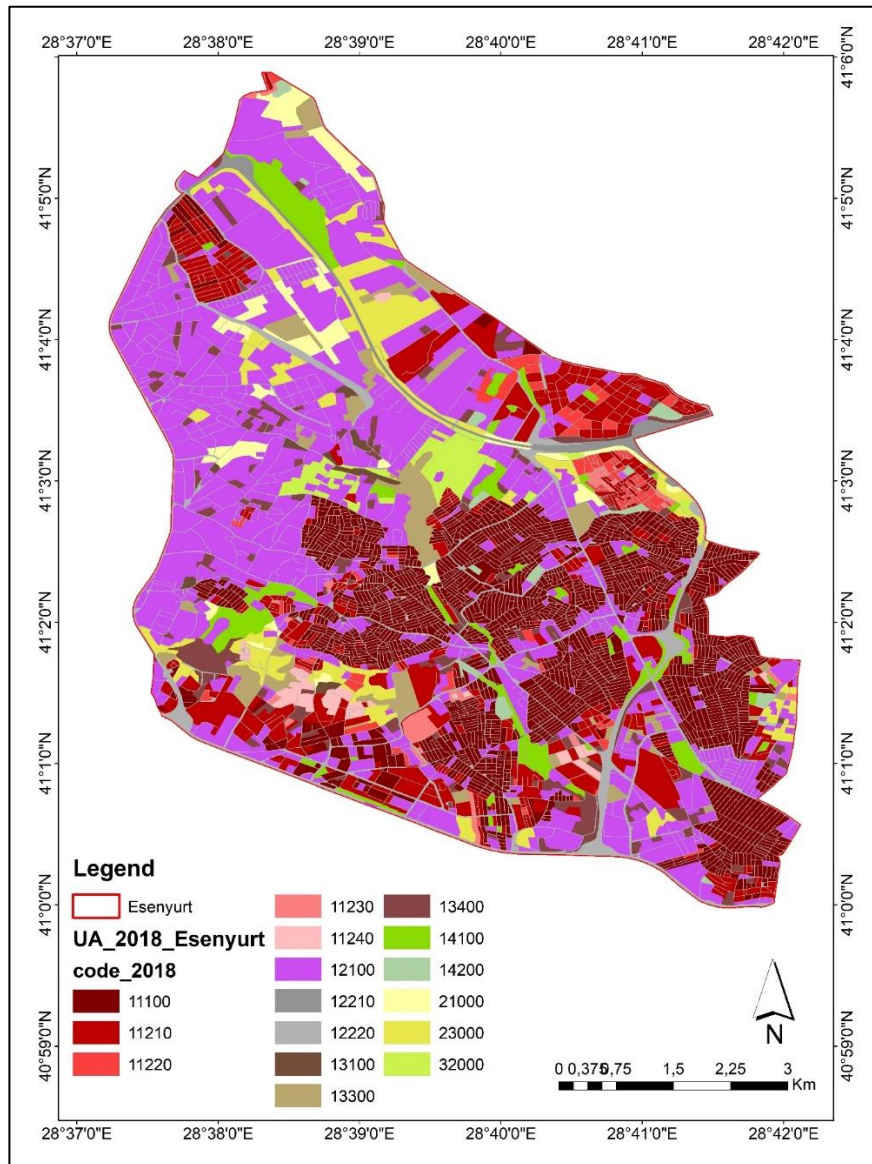 28°37'0"E 28°38'0"E 28°39'0"E 28°40'0"E 28°41'0"E 28°42'0"E
41°6'0"N
41°5'0"N 41°5'0"N
41°4'0"N 41°4'0"N
41°3'0"N 41°3'0"N
41°2'0"N 41°2'0"N
41°1'0"N 41°1'0"N
41°0'0"N 41°0'0"N
40°59'0"N 40°59'0"N
Legend
Esenyurt
UA_2018_Esenyurt
code_2018
11100
11210
11220
11230
11240
12100
12210
12220
13100
13300
13400
14100
14200
21000
23000
32000
N
0 0,375 0,75 1,5 2,25 3
Km
28°37'0"E 28°38'0"E 28°39'0"E 28°40'0"E 28°41'0"E 28°42'0"E